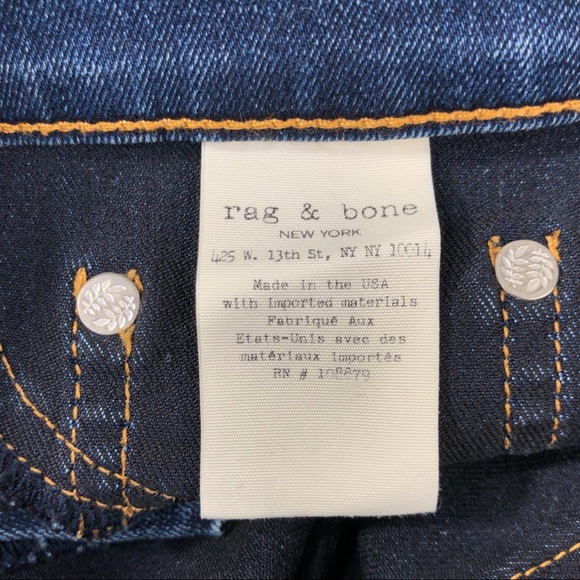 rag & bone
NEW YORK
425 W. 13th St, NY NY 10014
Made in the USA
with imported materials
Fabriqué Aux
Etats-Unis avec des
matériaux importés
RN # 108879